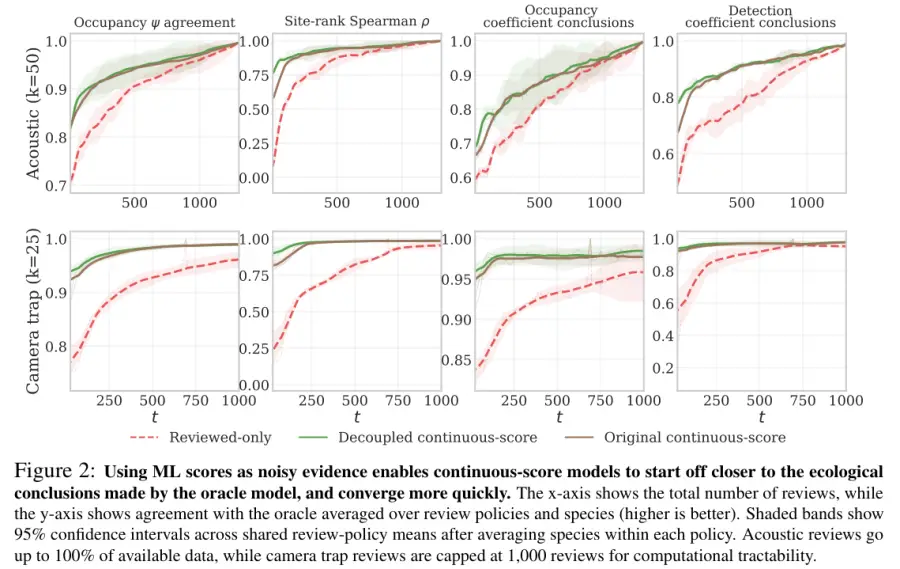 Occupancy ψ agreement
Site-rank Spearman ρ
Occupancy
coefficient conclusions
Detection
coefficient conclusions
Acoustic (k=50)
1.0
0.9
0.8
0.7
500
1000
1.00
0.75
0.50
0.25
0.00
500
1000
1.0
0.9
0.8
0.7
0.6
500
1000
1.0
0.8
0.6
500
1000
Camera trap (k=25)
1.0
0.9
0.8
250
500
750
1000
t
1.00
0.75
0.50
0.25
0.00
250
500
750
1000
t
1.00
0.95
0.90
0.85
250
500
750
1000
t
1.0
0.8
0.6
0.4
0.2
250
500
750
1000
t
Reviewed-only
Decoupled continuous-score
Original continuous-score
Figure 2: Using ML scores as noisy evidence enables continuous-score models to start off closer to the ecological
conclusions made by the oracle model, and converge more quickly. The x-axis shows the total number of reviews, while
the y-axis shows agreement with the oracle averaged over review policies and species (higher is better). Shaded bands show
95% confidence intervals across shared review-policy means after averaging species within each policy. Acoustic reviews go
up to 100% of available data, while camera trap reviews are capped at 1,000 reviews for computational tractability.